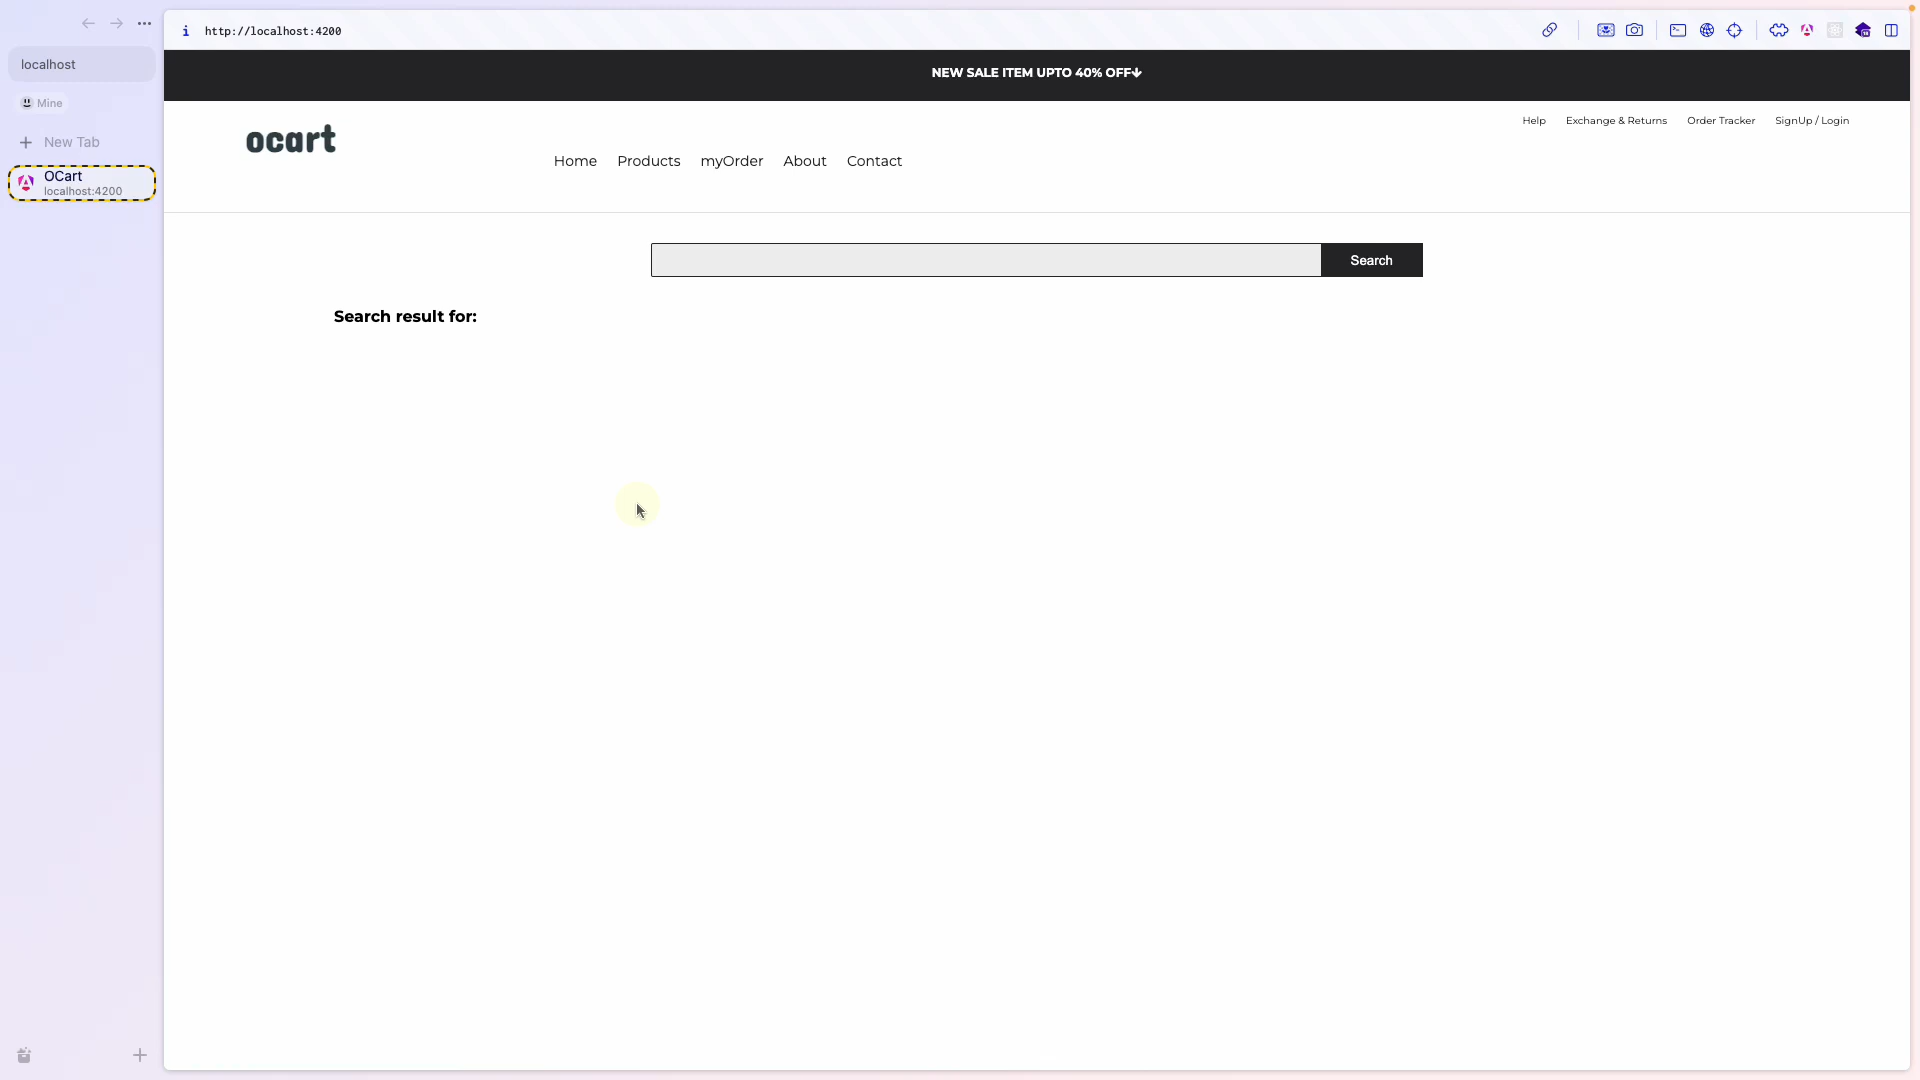 http://localhost:4200
localhost
Mine
New Tab
OCart
localhost:4200
NEW SALE ITEM UPTO 40% OFF↓
Help Exchange & Returns Order Tracker SignUp / Login
ocart
Home Products myOrder About Contact
Search
Search result for: